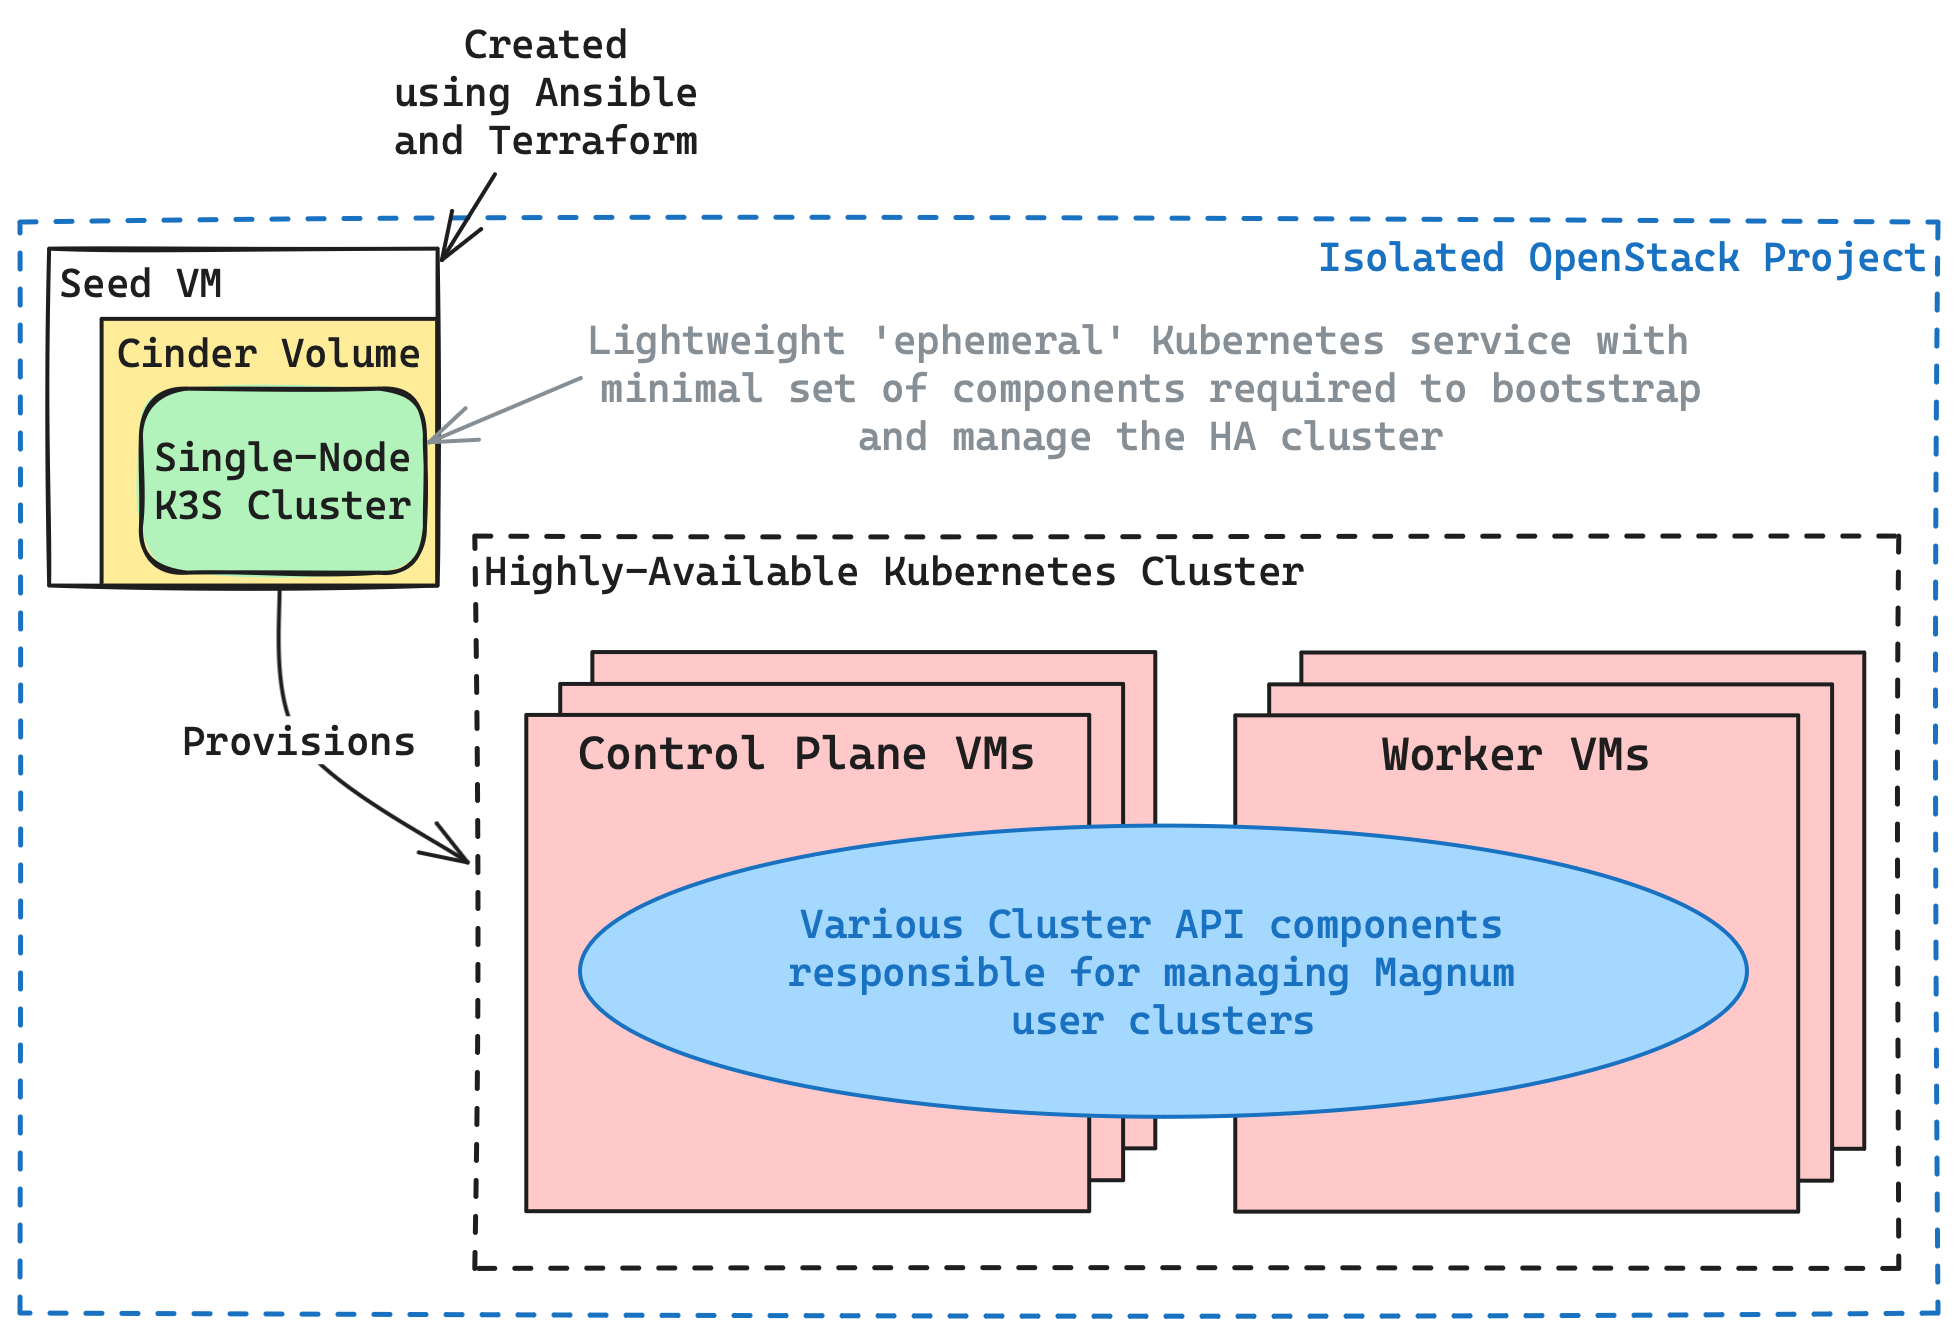 Created
using Ansible
and Terraform
Isolated OpenStack Project
Seed VM
Cinder Volume
Single-Node
K3S Cluster
Lightweight 'ephemeral' Kubernetes service with
minimal set of components required to bootstrap
and manage the HA cluster
Highly-Available Kubernetes Cluster
Provisions
Control Plane VMs
Worker VMs
Various Cluster API components
responsible for managing Magnum
user clusters